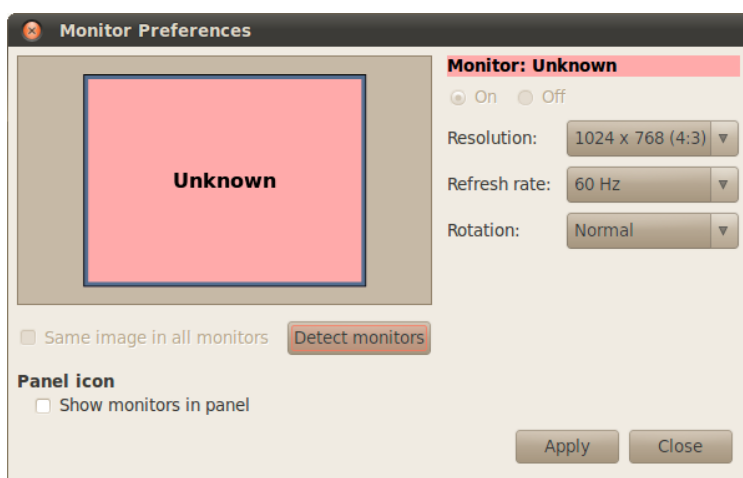 Monitor Preferences
Monitor: Unknown
On Off
Unknown
Resolution: 1024 x 768 (4:3)
Refresh rate: 60 Hz
Rotation: Normal
Same image in all monitors Detect monitors
Panel icon
Show monitors in panel
Apply Close